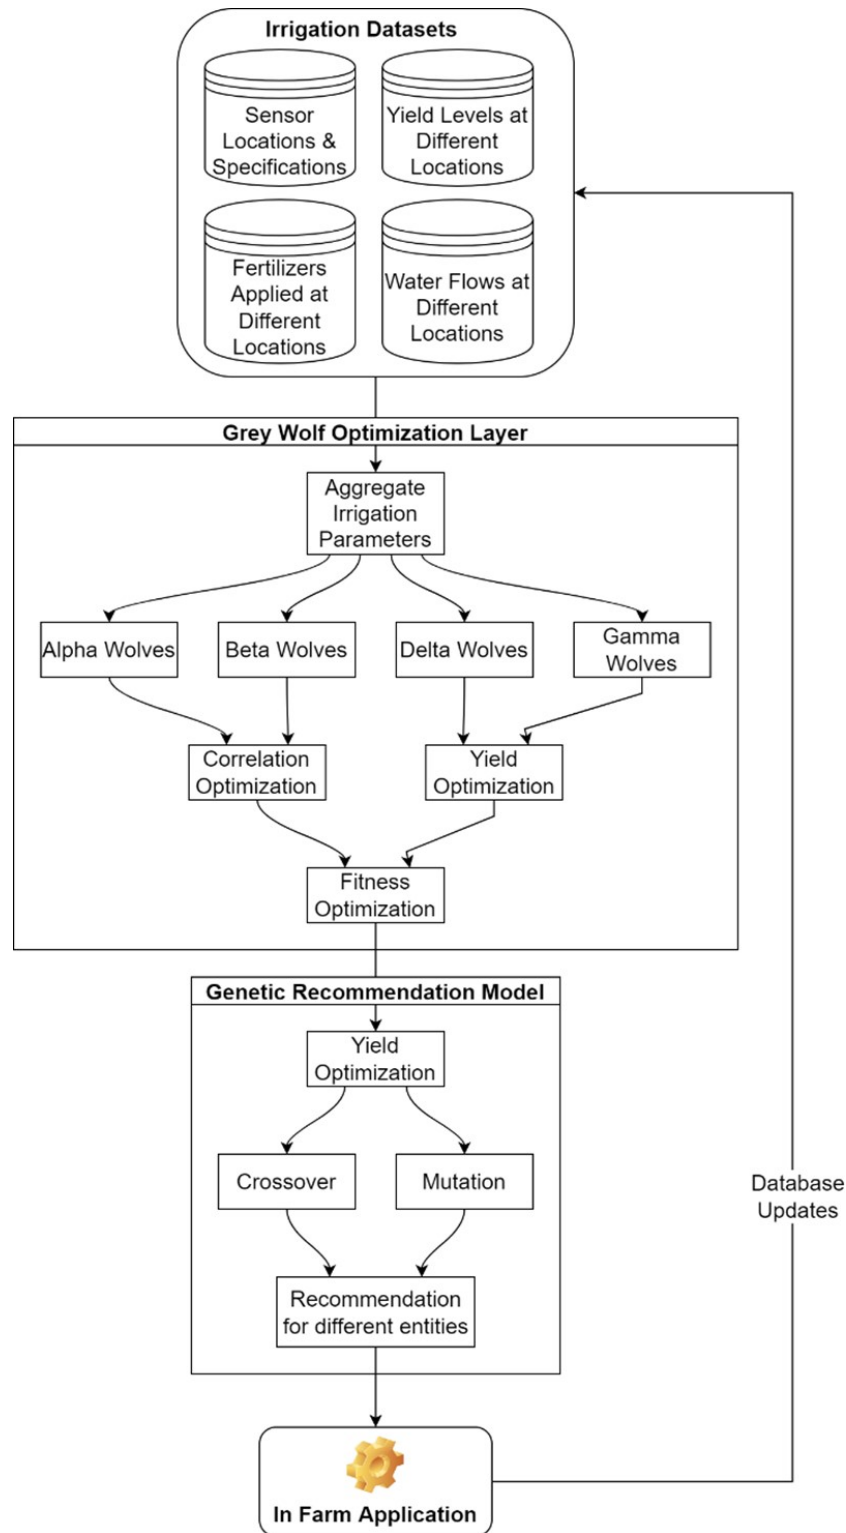 Irrigation Datasets
Sensor
Locations &
Specifications
Yield Levels at
Different
Locations
Fertilizers
Applied at
Different
Locations
Water Flows at
Different
Locations
Grey Wolf Optimization Layer
Aggregate
Irrigation
Parameters
Alpha Wolves
Beta Wolves
Delta Wolves
Gamma
Wolves
Correlation
Optimization
Yield
Optimization
Fitness
Optimization
Genetic Recommendation Model
Yield
Optimization
Crossover
Mutation
Database
Updates
Recommendation
for different entities
In Farm Application